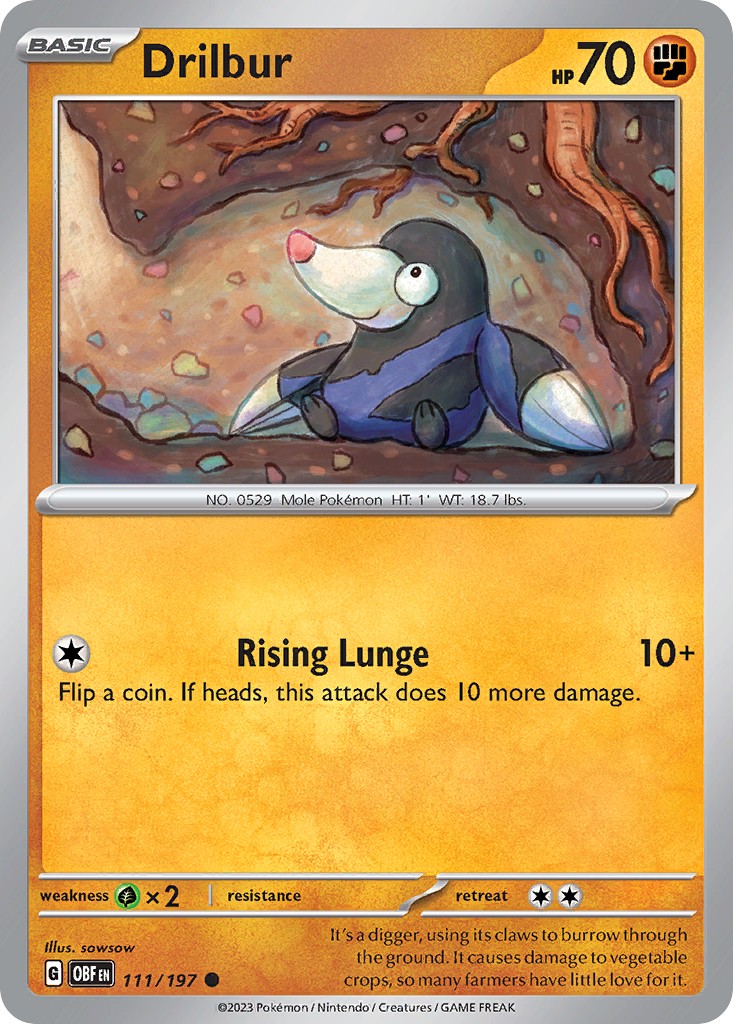 BASIC
Drilbur
HP 70
NO. 0529 Mole Pokémon HT: 1' WT: 18.7 lbs.
Rising Lunge 10+
Flip a coin. If heads, this attack does 10 more damage.
weakness ×2 resistance retreat
Illus. sowsow
It's a digger, using its claws to burrow through
the ground. It causes damage to vegetable
crops, so many farmers have little love for it.
G OBF EN 111/197
©2023 Pokémon / Nintendo / Creatures / GAME FREAK